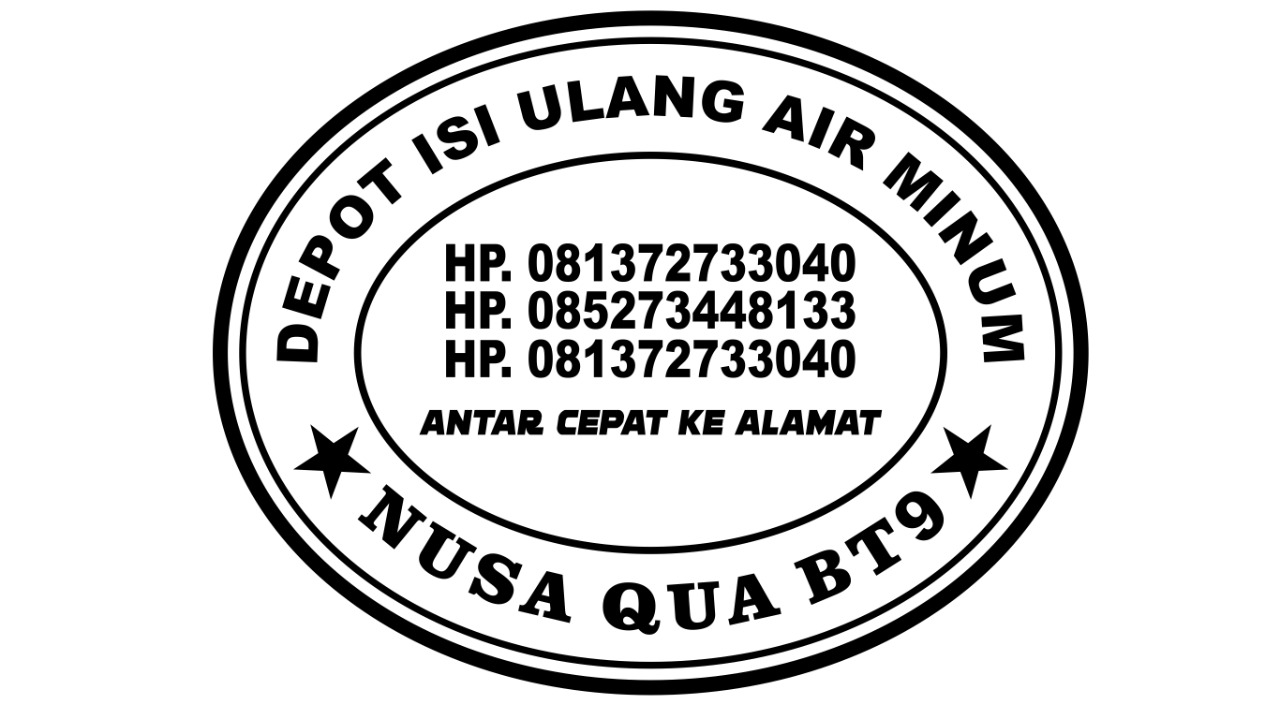 DEPOT ISI ULANG AIR MINUM
HP. 081372733040
HP. 085273448133
HP. 081372733040
ANTAR CEPAT KE ALAMAT
NUSA QUA BT9